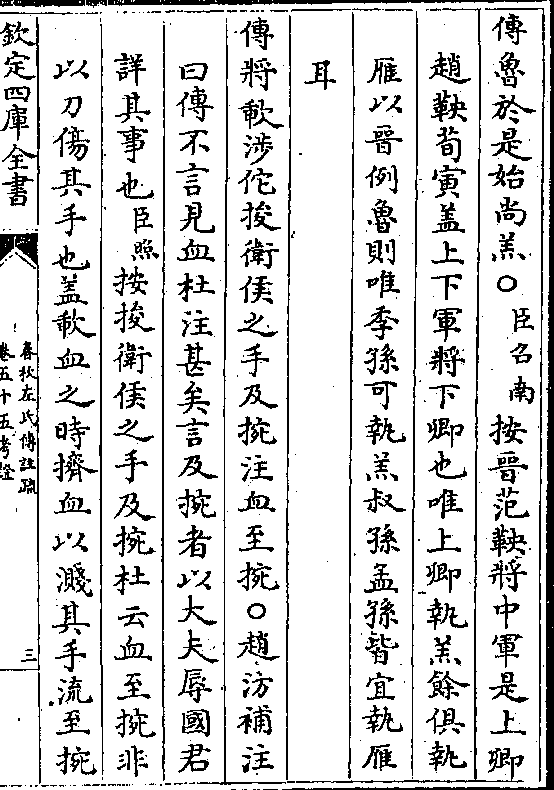 傳魯於是始尚羔○臣召南按晉范鞅將中軍是上卿
趙鞅荀寅盖上下軍將下卿也唯上卿執羔餘俱執
雁以晉例魯則唯季孫可執羔叔孫孟孫皆宜執雁
耳
傳將歃涉佗捘衛侯之手及捥注血至捥○趙汸補注
曰傳不言見血杜注甚矣言及捥者以大夫辱國君
詳其事也臣照按捘衛侯之手及捥杜云血至捥非
以刀傷其手也盖歃血之時擠血以濺其手流至捥
欽定四庫全書
春秋左氏傳註疏
卷五十五考證
三